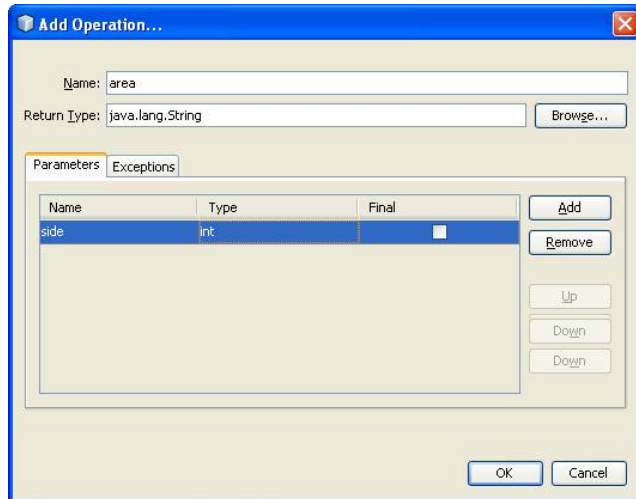 Add Operation...
Name: area
Return Type: java.lang.String Browse...
Parameters Exceptions
Name Type Final Add
side int Remove
Up
Down
Down
OK Cancel